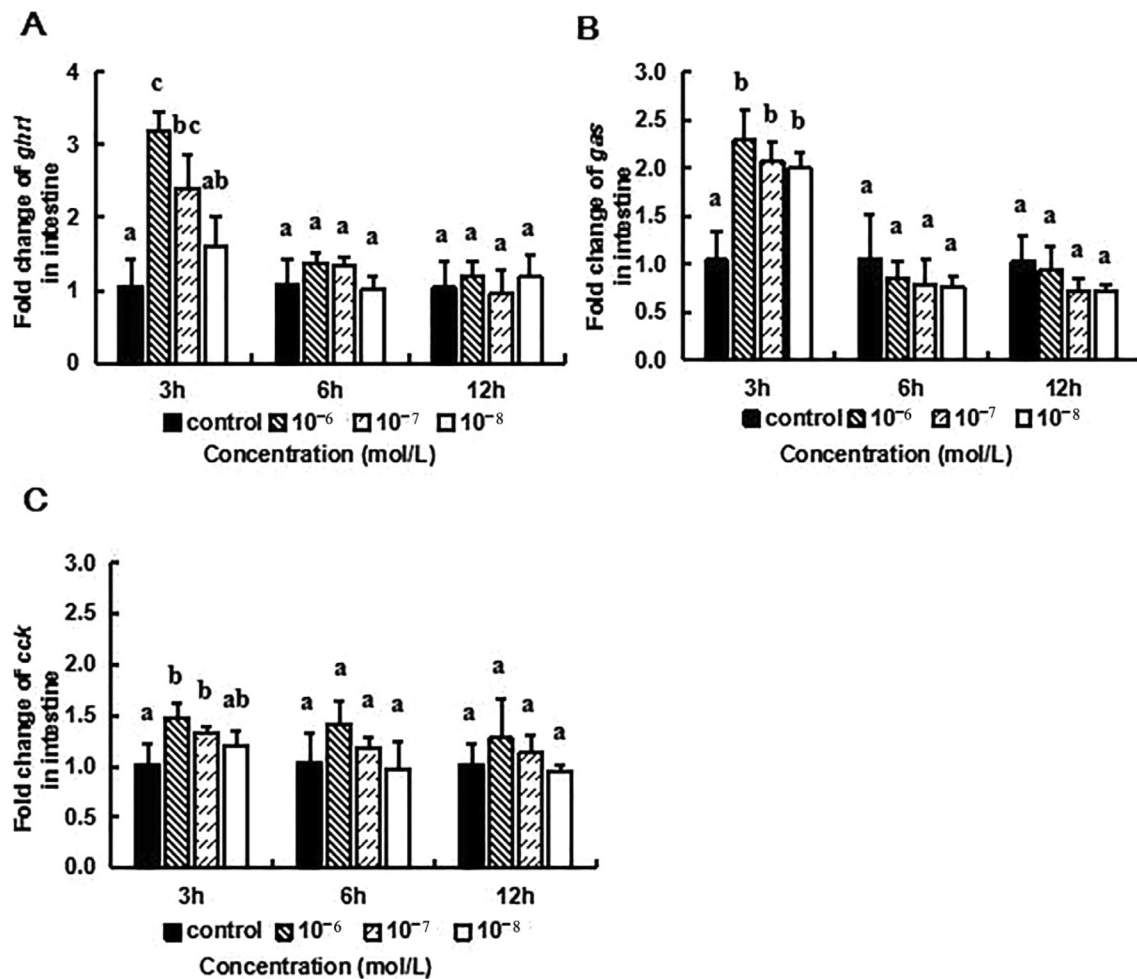 A
Fold change of ghrl
in intestine
4
3
2
1
0
c
bc
ab
a
a
a
a
a
a
a
a
a
3h
6h
12h
control 10⁻⁶ 10⁻⁷ 10⁻⁸
Concentration (mol/L)
B
Fold change of gas
in intestine
3.0
2.5
2.0
1.5
1.0
0.5
0.0
a
b
b
b
a
a
a
a
a
a
a
a
3h
6h
12h
control 10⁻⁶ 10⁻⁷ 10⁻⁸
Concentration (mol/L)
C
Fold change of cck
in intestine
3.0
2.5
2.0
1.5
1.0
0.5
0.0
a
b
b
ab
a
a
a
a
a
a
a
a
3h
6h
12h
control 10⁻⁶ 10⁻⁷ 10⁻⁸
Concentration (mol/L)